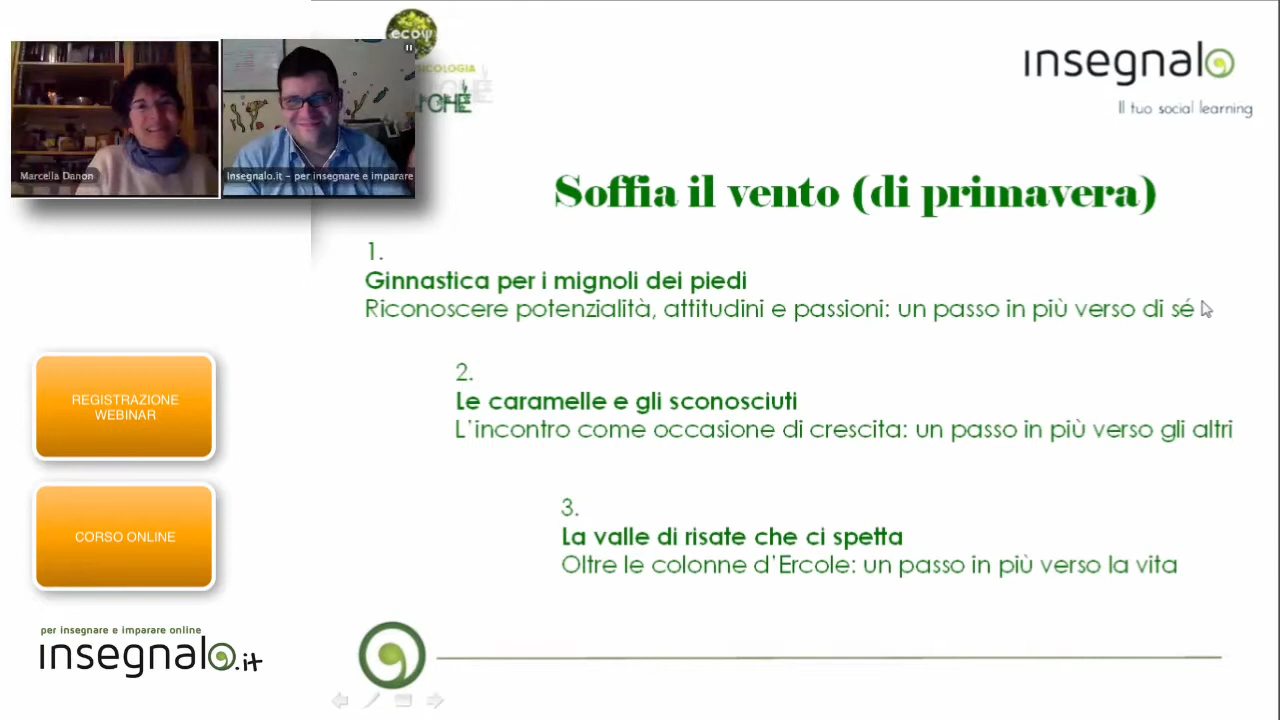 ecow
insegnalo
Il tuo social learning
Marcella Danon
Insegnalo.it - per insegnare e imparare
Soffia il vento (di primavera)
1.
Ginnastica per i mignoli dei piedi
Riconoscere potenzialità, attitudini e passioni: un passo in più verso di sé
2.
Le caramelle e gli sconosciuti
L'incontro come occasione di crescita: un passo in più verso gli altri
3.
La valle di risate che ci spetta
Oltre le colonne d'Ercole: un passo in più verso la vita
REGISTRAZIONE
WEBINAR
CORSO ONLINE
per insegnare e imparare online
insegnalo.it